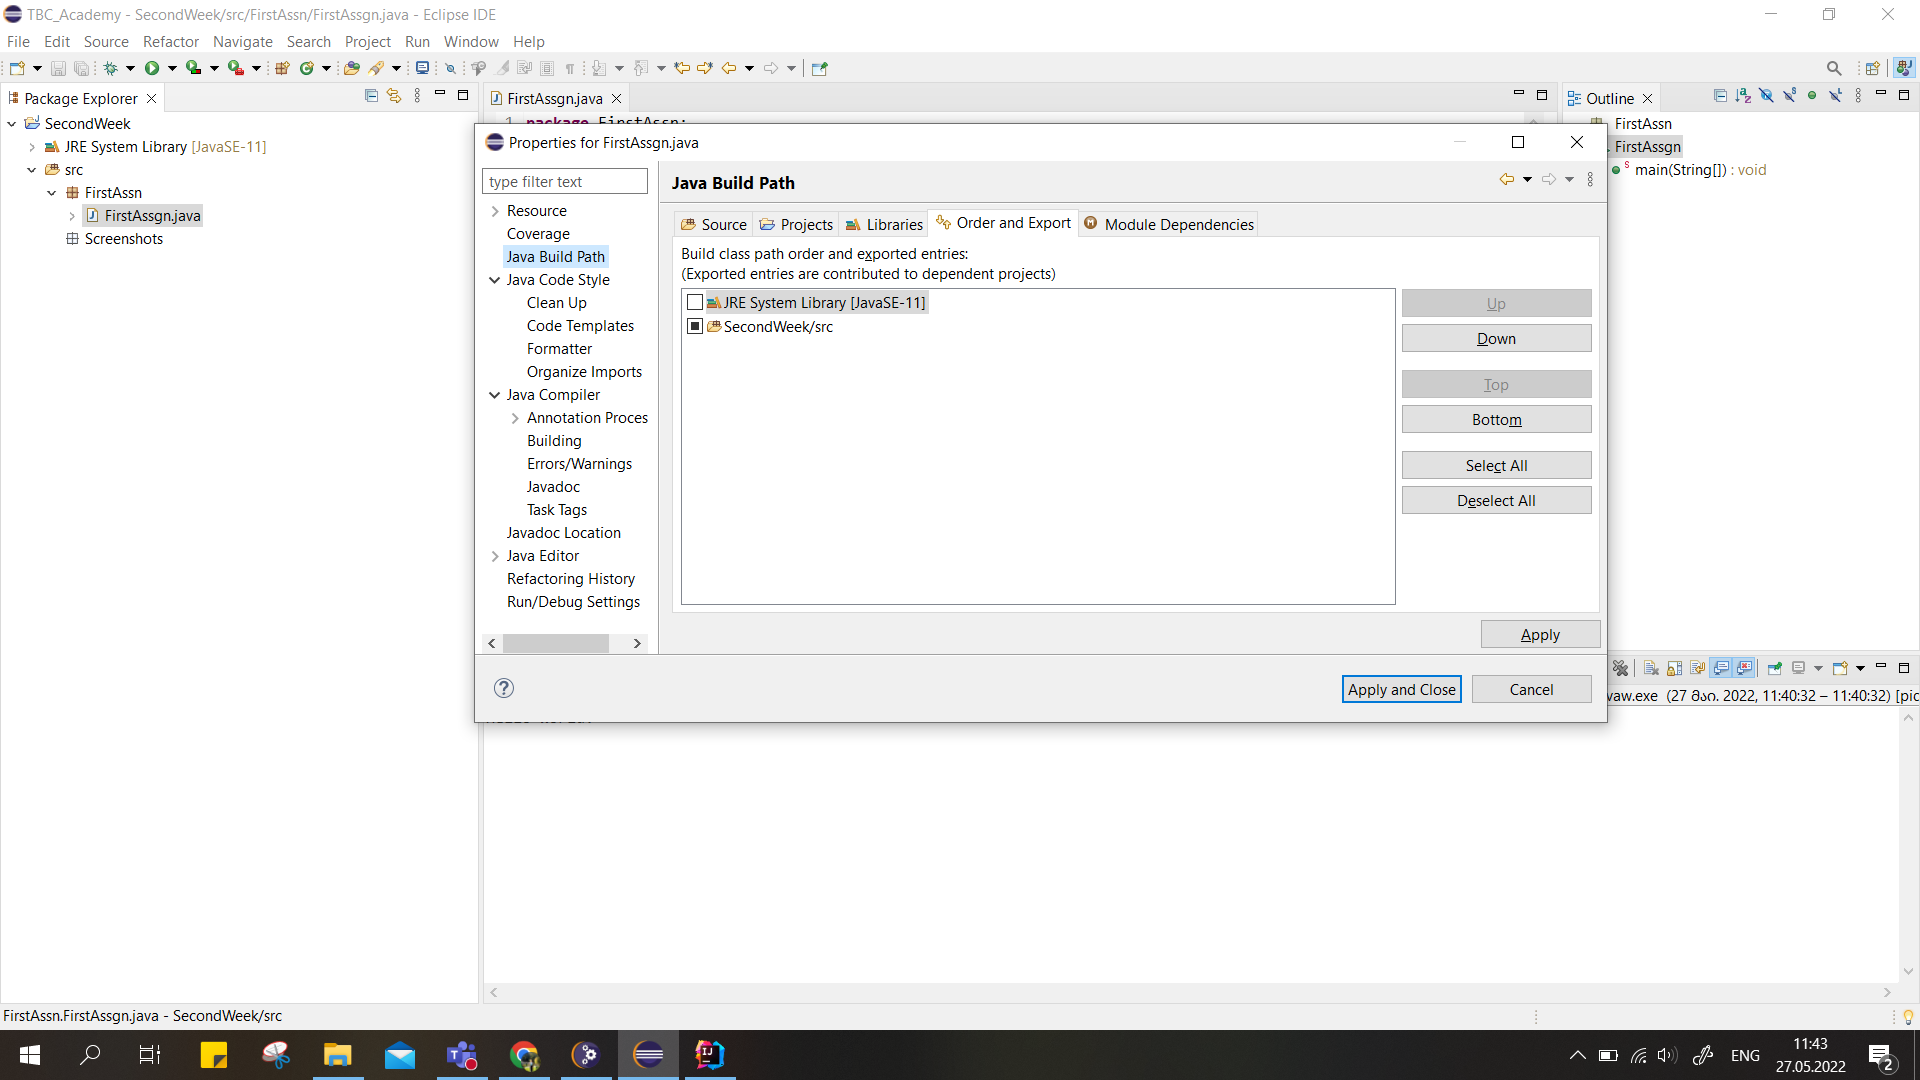 TBC_Academy - SecondWeek/src/FirstAssn/FirstAssgn.java - Eclipse IDE
File Edit Source Refactor Navigate Search Project Run Window Help
Package Explorer
SecondWeek
JRE System Library [JavaSE-11]
src
FirstAssn
FirstAssgn.java
Screenshots
FirstAssgn.java
1 package FirstAssn;
Outline
FirstAssn
FirstAssgn
main(String[]) : void
Properties for FirstAssgn.java
type filter text
Resource
Coverage
Java Build Path
Java Code Style
Clean Up
Code Templates
Formatter
Organize Imports
Java Compiler
Annotation Proces
Building
Errors/Warnings
Javadoc
Task Tags
Javadoc Location
Java Editor
Refactoring History
Run/Debug Settings
Java Build Path
Source Projects Libraries Order and Export Module Dependencies
Build class path order and exported entries:
(Exported entries are contributed to dependent projects)
JRE System Library [JavaSE-11]
SecondWeek/src
Up
Down
Top
Bottom
Select All
Deselect All
Apply
Apply and Close Cancel
vaw.exe (27 მაი. 2022, 11:40:32 – 11:40:32) [pic
FirstAssn.FirstAssgn.java - SecondWeek/src
ENG
11:43
27.05.2022
2